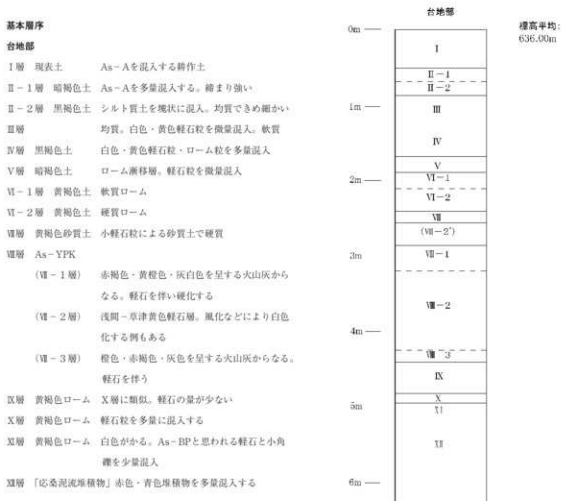 基本層序
台地部
Ⅰ層 現表土 As-Aを混入する耕作土
Ⅱ-1層 暗褐色土 As-Aを多量混入する。締まり強い
Ⅱ-2層 黒褐色土 シルト質土を塊状に混入。均質できめ細かい
Ⅲ層 均質。白色・黄色軽石粒を微量混入。軟質
Ⅳ層 黒褐色土 白色・黄色軽石粒・ローム粒を多量混入
Ⅴ層 暗褐色土 ローム漸移層。軽石粒を微量混入
Ⅵ-1層 黄褐色土 軟質ローム
Ⅵ-2層 黄褐色土 硬質ローム
Ⅶ層 黄褐色砂質土 小軽石粒による砂質土で硬質
Ⅷ層 As-YPK
(Ⅷ-1層) 赤褐色・黄橙色・灰白色を呈する火山灰から
なる。軽石を伴い硬化する
(Ⅷ-2層) 浅間-草津黄色軽石層。風化などにより白色
化する例もある
(Ⅷ-3層) 橙色・赤褐色・灰色を呈する火山灰からなる。
軽石を伴う
Ⅸ層 黄褐色ローム Ⅹ層に類似。軽石の量が少ない
Ⅹ層 黄褐色ローム 軽石粒を多量に混入する
Ⅺ層 黄褐色ローム 白色がかる。As-BPと思われる軽石と小角
礫を少量混入
Ⅻ層 「応桑泥流堆積物」赤色・青色堆積物を多量混入する
台地部
標高平均:
636.00m
0m
Ⅰ
Ⅱ-1
Ⅱ-2
1m
Ⅲ
Ⅳ
Ⅴ
Ⅵ-1
2m
Ⅵ-2
Ⅶ
(Ⅷ-2')
3m
Ⅷ-1
Ⅷ-2
4m
Ⅷ 3
Ⅸ
Ⅹ
5m
Ⅺ
Ⅻ
6m